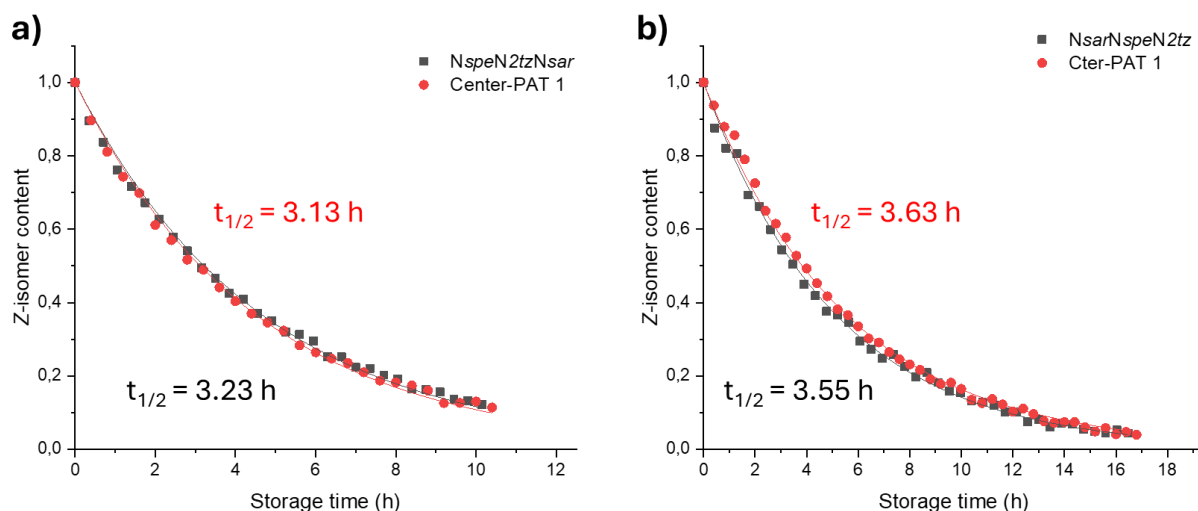 a)
NspeN2tzNsar
Center-PAT 1
1,0
0,8
0,6
0,4
0,2
0,0
Z-isomer content
t1/2 = 3.13 h
t1/2 = 3.23 h
0 2 4 6 8 10 12
Storage time (h)
b)
NsarNspeN2tz
Cter-PAT 1
1,0
0,8
0,6
0,4
0,2
0,0
Z-isomer content
t1/2 = 3.63 h
t1/2 = 3.55 h
0 2 4 6 8 10 12 14 16 18
Storage time (h)